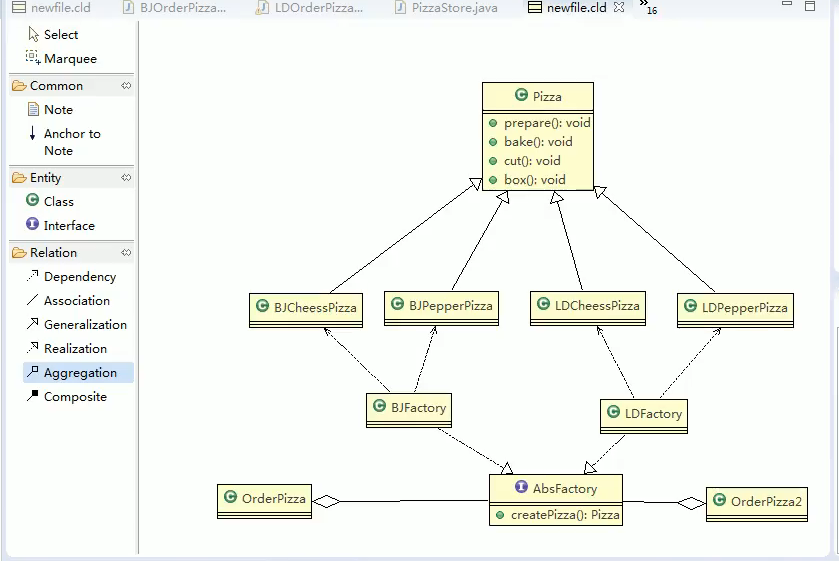 newfile.cld
BJOrderPizza...
LDOrderPizza...
PizzaStore.java
newfile.cld
16
Select
Marquee
Common
Note
Anchor to
Note
Entity
Class
Interface
Relation
Dependency
Association
Generalization
Realization
Aggregation
Composite
Pizza
prepare(): void
bake(): void
cut(): void
box(): void
BJCheessPizza
BJPepperPizza
LDCheessPizza
LDPepperPizza
BJFactory
LDFactory
OrderPizza
AbsFactory
createPizza(): Pizza
OrderPizza2